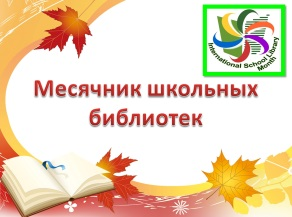 International School Library
Month
Месячник школьных
библиотек